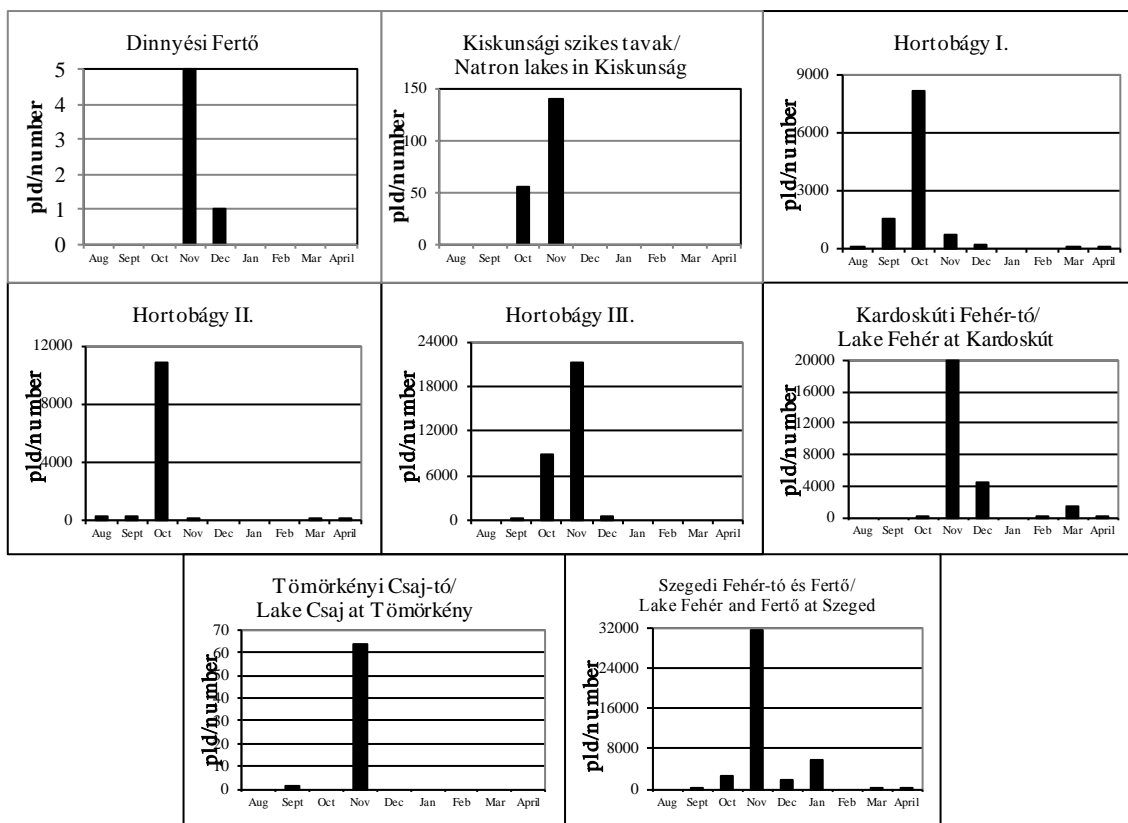 Dinnyési Fertő
pld/number
5
4
3
2
1
0
Aug Sept Oct Nov Dec Jan Feb Mar April
Kiskunsági szikes tavak/
Natron lakes in Kiskunság
pld/number
150
100
50
0
Aug Sept Oct Nov Dec Jan Feb Mar April
Hortobágy I.
pld/number
9000
6000
3000
0
Aug Sept Oct Nov Dec Jan Feb Mar April
Hortobágy II.
pld/number
12000
8000
4000
0
Aug Sept Oct Nov Dec Jan Feb Mar April
Hortobágy III.
pld/number
24000
18000
12000
6000
0
Aug Sept Oct Nov Dec Jan Feb Mar April
Kardoskúti Fehér-tó/
Lake Fehér at Kardoskút
pld/number
20000
16000
12000
8000
4000
0
Aug Sept Oct Nov Dec Jan Feb Mar April
Tömörkényi Csaj-tó/
Lake Csaj at Tömörkény
pld/number
70
60
50
40
30
20
10
0
Aug Sept Oct Nov Dec Jan Feb Mar April
Szegedi Fehér-tó és Fertő/
Lake Fehér and Fertő at Szeged
pld/number
32000
24000
16000
8000
0
Aug Sept Oct Nov Dec Jan Feb Mar April